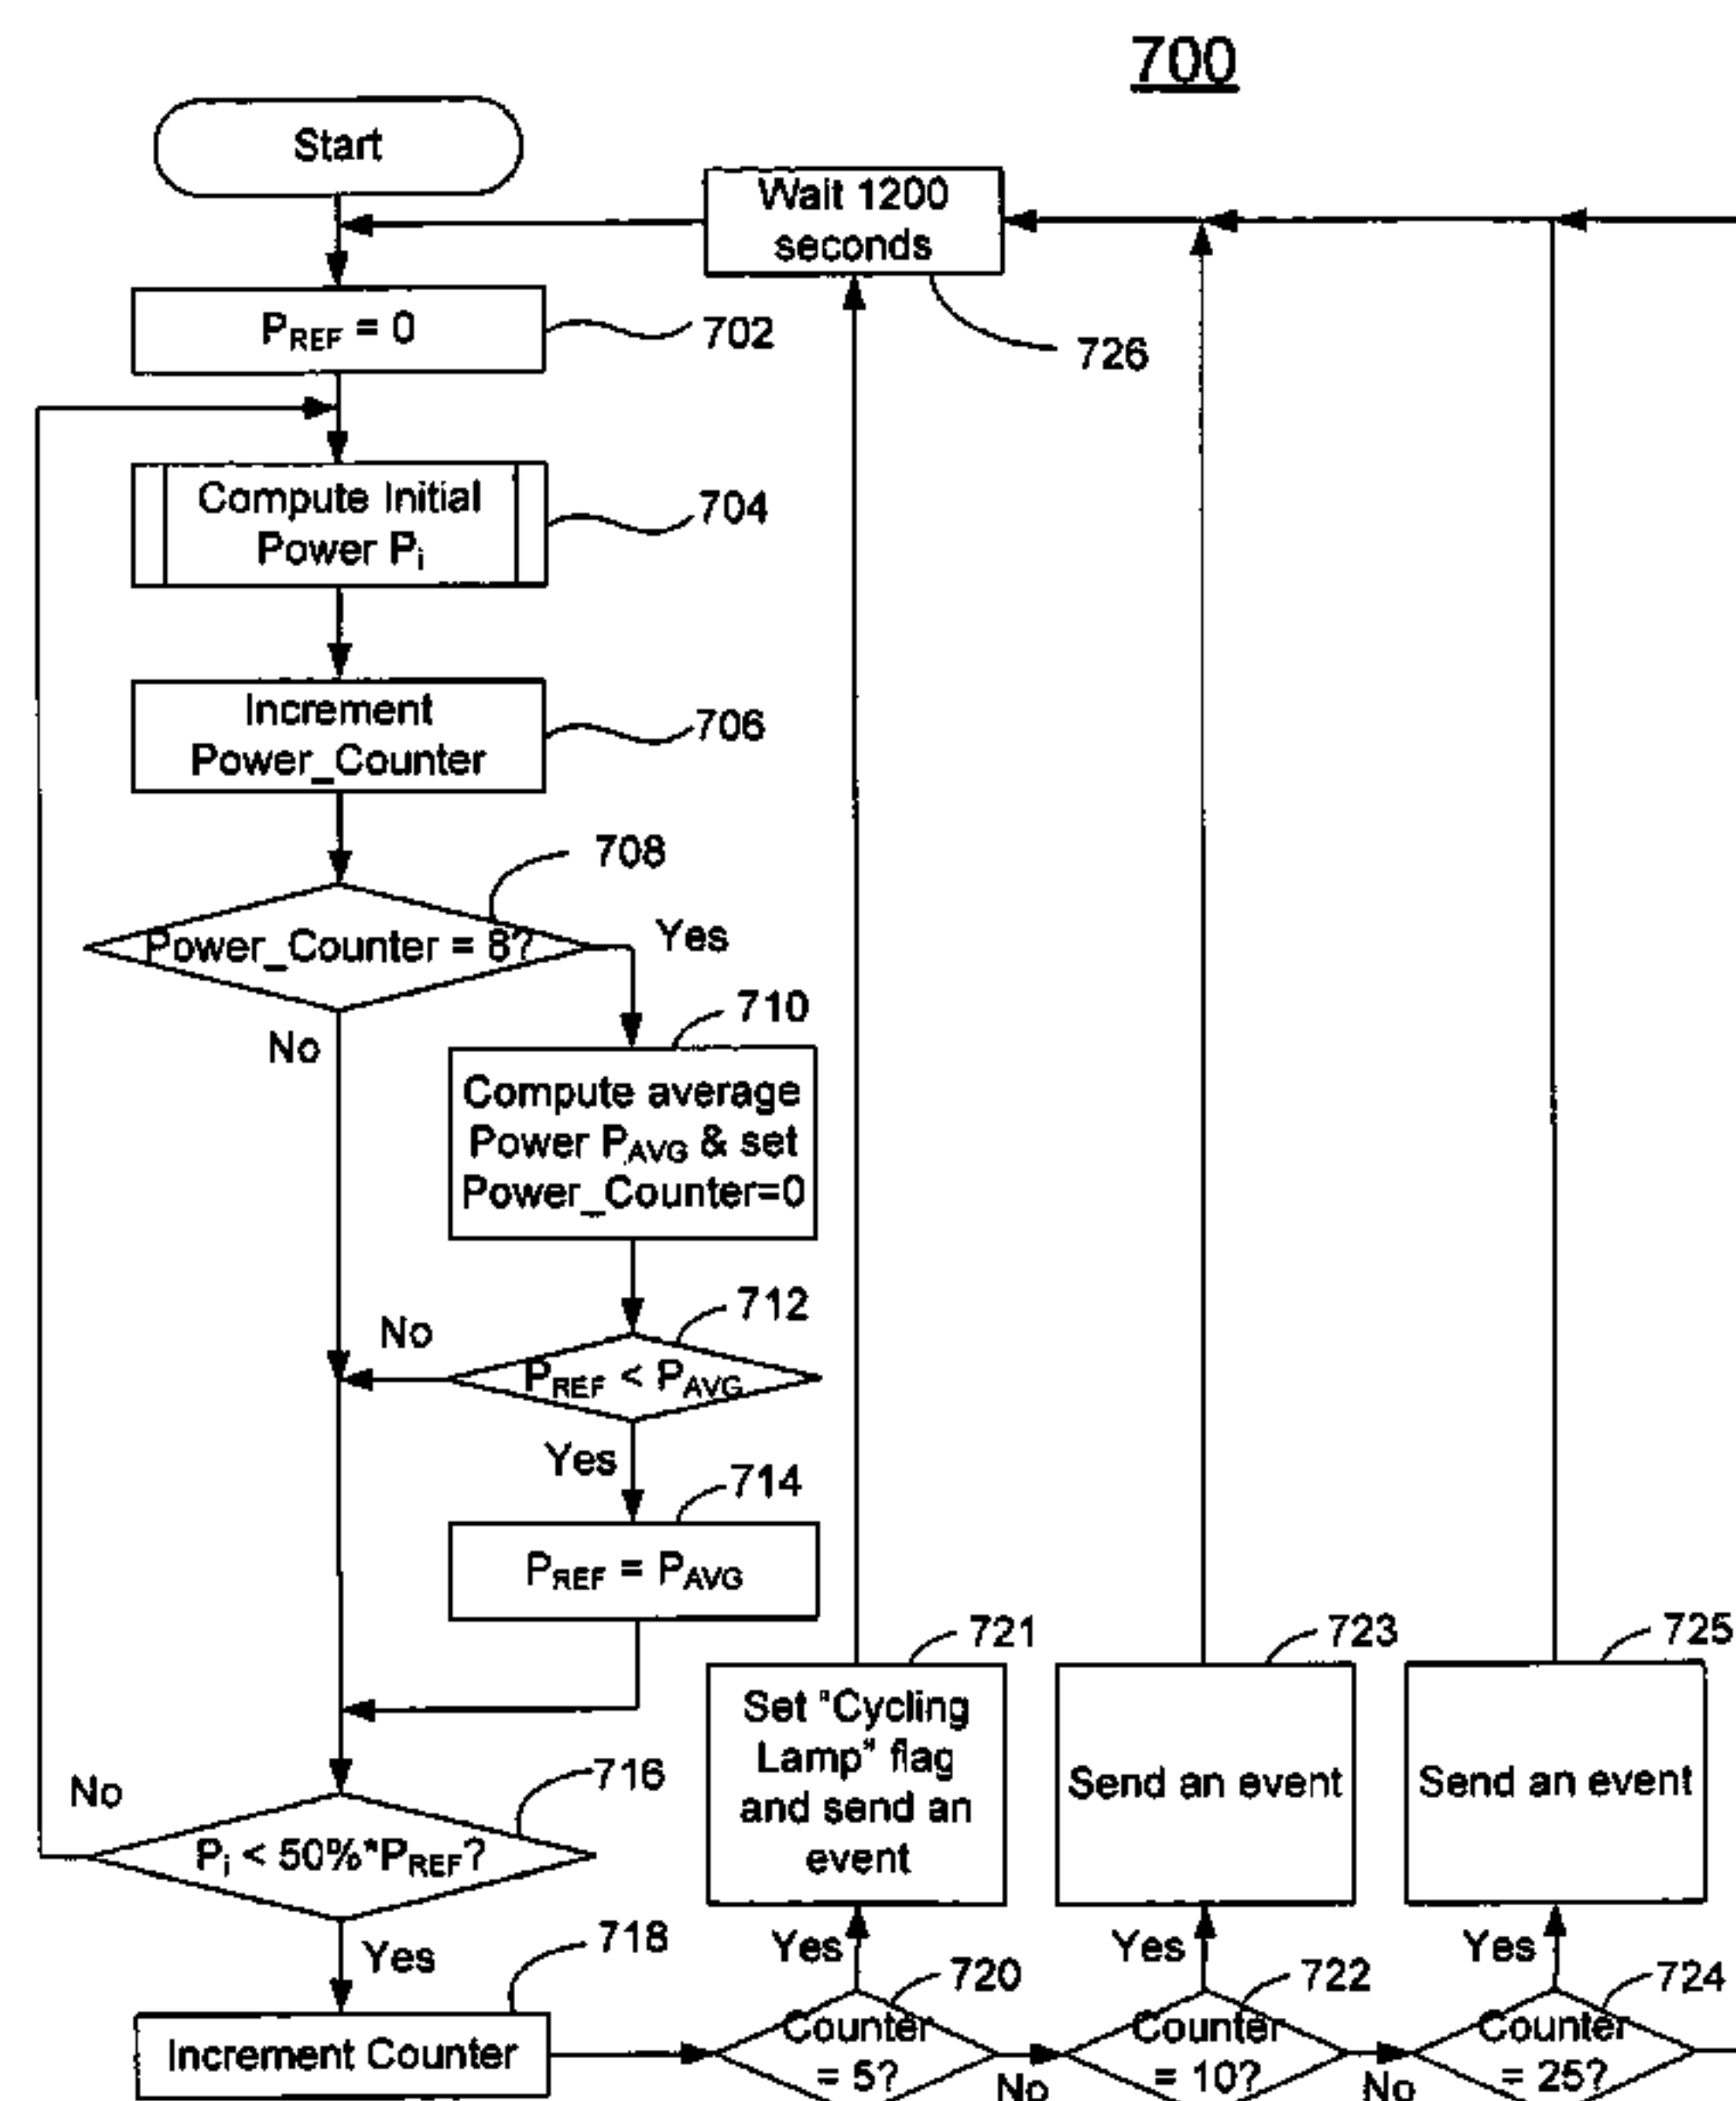 700
Start
Wait 1200
seconds
726
PREF = 0
702
Compute Initial
Power Pi
704
Increment
Power_Counter
706
708
Power_Counter = 8?
Yes
No
710
Compute average
Power PAVG & set
Power_Counter=0
712
No
PREF < PAVG
Yes
714
PREF = PAVG
716
No
Pi < 50%*PREF?
Yes
718
Increment Counter
721
Set "Cycling
Lamp" flag
and send an
event
Yes
720
Counter
= 5?
No
723
Send an event
Yes
722
Counter
= 10?
No
725
Send an event
Yes
724
Counter
= 25?